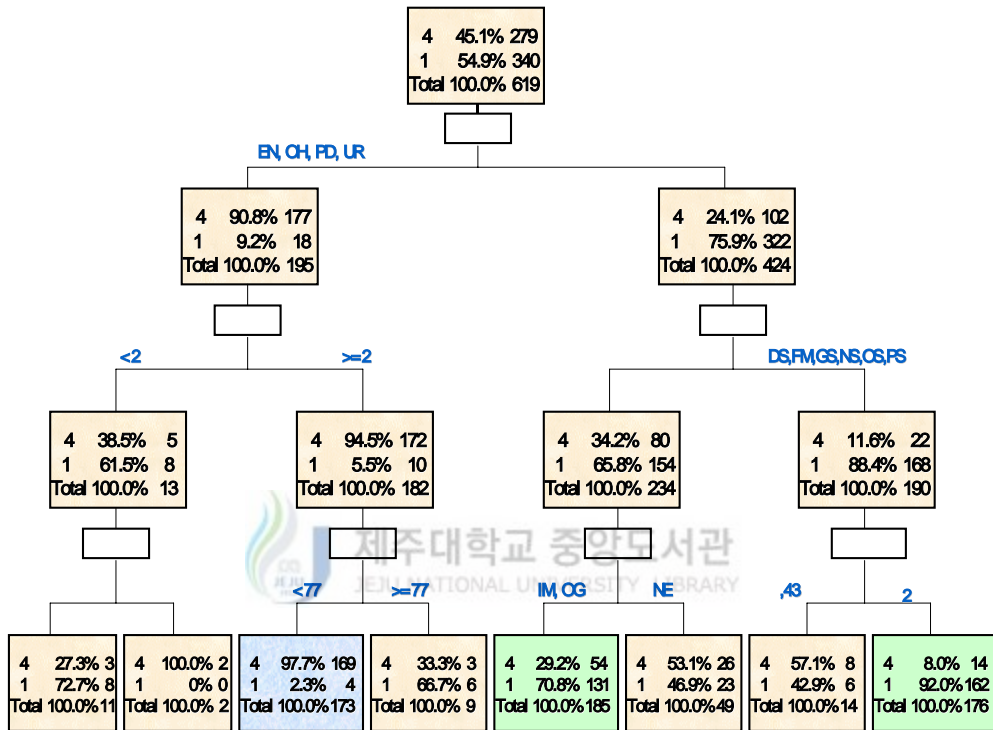 4 45.1% 279
1 54.9% 340
Total 100.0% 619
EN, OH, PD, UR
4 90.8% 177
1 9.2% 18
Total 100.0% 195
4 24.1% 102
1 75.9% 322
Total 100.0% 424
<2
>=2
DS,FM,GS,NS,OS,PS
4 38.5% 5
1 61.5% 8
Total 100.0% 13
4 94.5% 172
1 5.5% 10
Total 100.0% 182
4 34.2% 80
1 65.8% 154
Total 100.0% 234
4 11.6% 22
1 88.4% 168
Total 100.0% 190
제주대학교 중앙도서관
JEJU NATIONAL UNIVERSITY LIBRARY
JEJU
<77
>=77
IM, OG
NE
,43
2
4 27.3% 3
1 72.7% 8
Total 100.0% 11
4 100.0% 2
1 0% 0
Total 100.0% 2
4 97.7% 169
1 2.3% 4
Total 100.0% 173
4 33.3% 3
1 66.7% 6
Total 100.0% 9
4 29.2% 54
1 70.8% 131
Total 100.0% 185
4 53.1% 26
1 46.9% 23
Total 100.0% 49
4 57.1% 8
1 42.9% 6
Total 100.0% 14
4 8.0% 14
1 92.0% 162
Total 100.0% 176